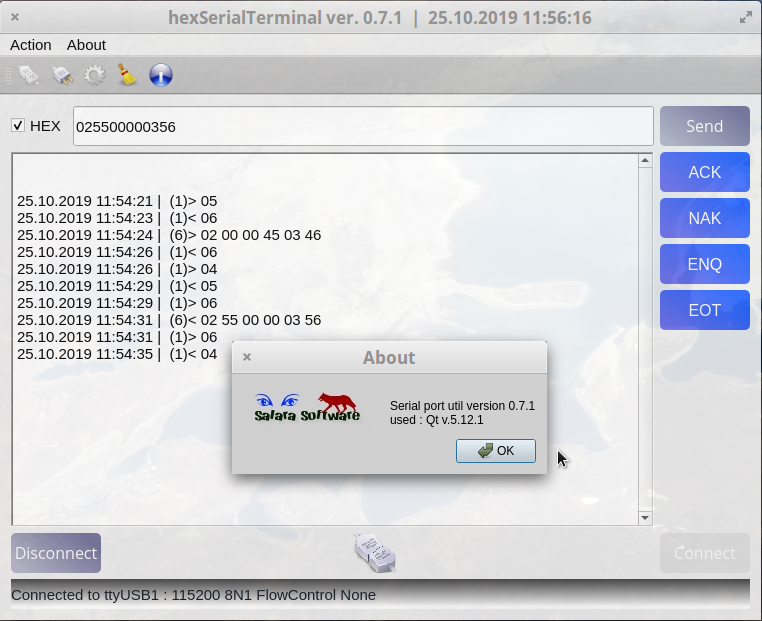 hexSerialTerminal ver. 0.7.1 | 25.10.2019 11:56:16
Action About
HEX 025500000356 Send
ACK
NAK
ENQ
EOT
25.10.2019 11:54:21 | (1)> 05
25.10.2019 11:54:23 | (1)< 06
25.10.2019 11:54:24 | (6)> 02 00 00 45 03 46
25.10.2019 11:54:26 | (1)< 06
25.10.2019 11:54:26 | (1)> 04
25.10.2019 11:54:29 | (1)< 05
25.10.2019 11:54:29 | (1)> 06
25.10.2019 11:54:31 | (6)< 02 55 00 00 03 56
25.10.2019 11:54:31 | (1)> 06
25.10.2019 11:54:35 | (1)< 04
About
Salara Software
Serial port util version 0.7.1
used : Qt v.5.12.1
OK
Disconnect
Connect
Connected to ttyUSB1 : 115200 8N1 FlowControl None